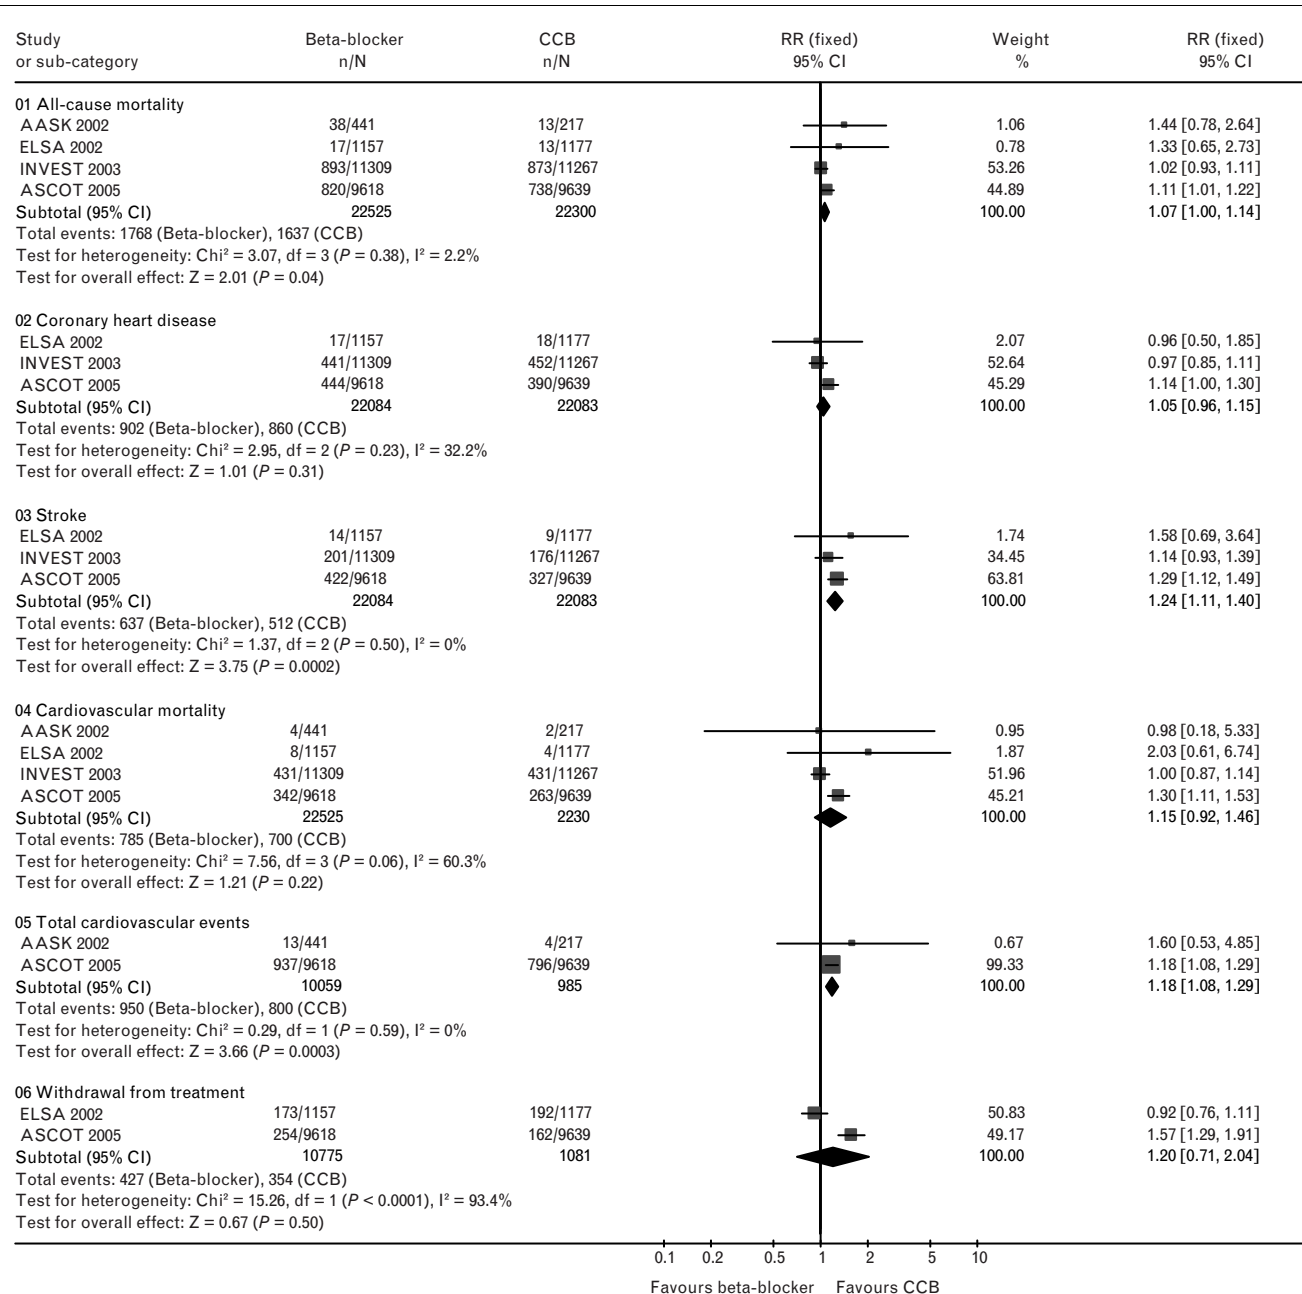 Study Beta-blocker CCB RR (fixed) Weight RR (fixed)
or sub-category n/N n/N 95% CI % 95% CI
01 All-cause mortality
AASK 2002 38/441 13/217 1.06 1.44 [0.78, 2.64]
ELSA 2002 17/1157 13/1177 0.78 1.33 [0.65, 2.73]
INVEST 2003 893/11309 873/11267 53.26 1.02 [0.93, 1.11]
ASCOT 2005 820/9618 738/9639 44.89 1.11 [1.01, 1.22]
Subtotal (95% CI) 22525 22300 100.00 1.07 [1.00, 1.14]
Total events: 1768 (Beta-blocker), 1637 (CCB)
Test for heterogeneity: Chi² = 3.07, df = 3 (P = 0.38), I² = 2.2%
Test for overall effect: Z = 2.01 (P = 0.04)
02 Coronary heart disease
ELSA 2002 17/1157 18/1177 2.07 0.96 [0.50, 1.85]
INVEST 2003 441/11309 452/11267 52.64 0.97 [0.85, 1.11]
ASCOT 2005 444/9618 390/9639 45.29 1.14 [1.00, 1.30]
Subtotal (95% CI) 22084 22083 100.00 1.05 [0.96, 1.15]
Total events: 902 (Beta-blocker), 860 (CCB)
Test for heterogeneity: Chi² = 2.95, df = 2 (P = 0.23), I² = 32.2%
Test for overall effect: Z = 1.01 (P = 0.31)
03 Stroke
ELSA 2002 14/1157 9/1177 1.74 1.58 [0.69, 3.64]
INVEST 2003 201/11309 176/11267 34.45 1.14 [0.93, 1.39]
ASCOT 2005 422/9618 327/9639 63.81 1.29 [1.12, 1.49]
Subtotal (95% CI) 22084 22083 100.00 1.24 [1.11, 1.40]
Total events: 637 (Beta-blocker), 512 (CCB)
Test for heterogeneity: Chi² = 1.37, df = 2 (P = 0.50), I² = 0%
Test for overall effect: Z = 3.75 (P = 0.0002)
04 Cardiovascular mortality
AASK 2002 4/441 2/217 0.95 0.98 [0.18, 5.33]
ELSA 2002 8/1157 4/1177 1.87 2.03 [0.61, 6.74]
INVEST 2003 431/11309 431/11267 51.96 1.00 [0.87, 1.14]
ASCOT 2005 342/9618 263/9639 45.21 1.30 [1.11, 1.53]
Subtotal (95% CI) 22525 2230 100.00 1.15 [0.92, 1.46]
Total events: 785 (Beta-blocker), 700 (CCB)
Test for heterogeneity: Chi² = 7.56, df = 3 (P = 0.06), I² = 60.3%
Test for overall effect: Z = 1.21 (P = 0.22)
05 Total cardiovascular events
AASK 2002 13/441 4/217 0.67 1.60 [0.53, 4.85]
ASCOT 2005 937/9618 796/9639 99.33 1.18 [1.08, 1.29]
Subtotal (95% CI) 10059 985 100.00 1.18 [1.08, 1.29]
Total events: 950 (Beta-blocker), 800 (CCB)
Test for heterogeneity: Chi² = 0.29, df = 1 (P = 0.59), I² = 0%
Test for overall effect: Z = 3.66 (P = 0.0003)
06 Withdrawal from treatment
ELSA 2002 173/1157 192/1177 50.83 0.92 [0.76, 1.11]
ASCOT 2005 254/9618 162/9639 49.17 1.57 [1.29, 1.91]
Subtotal (95% CI) 10775 1081 100.00 1.20 [0.71, 2.04]
Total events: 427 (Beta-blocker), 354 (CCB)
Test for heterogeneity: Chi² = 15.26, df = 1 (P < 0.0001), I² = 93.4%
Test for overall effect: Z = 0.67 (P = 0.50)
0.1 0.2 0.5 1 2 5 10
Favours beta-blocker Favours CCB